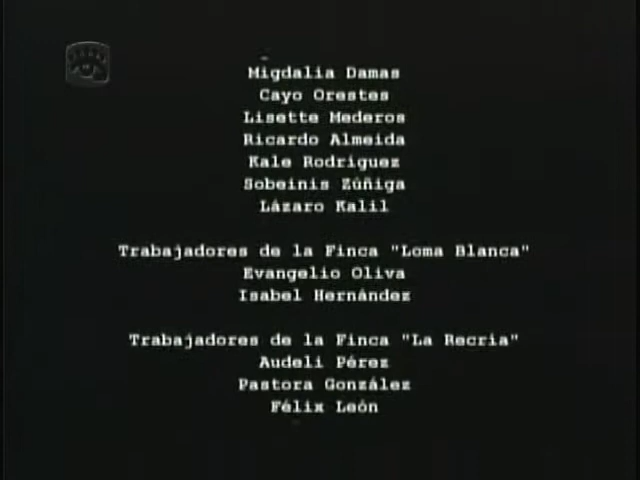 Migdalia Damas
Cayo Orestes
Lisette Mederos
Ricardo Almeida
Kale Rodriguez
Sobeinis Zúñiga
Lázaro Kalil
Trabajadores de la Finca "Loma Blanca"
Evangelio Oliva
Isabel Hernández
Trabajadores de la Finca "La Recria"
Audeli Pérez
Pastora González
Félix León